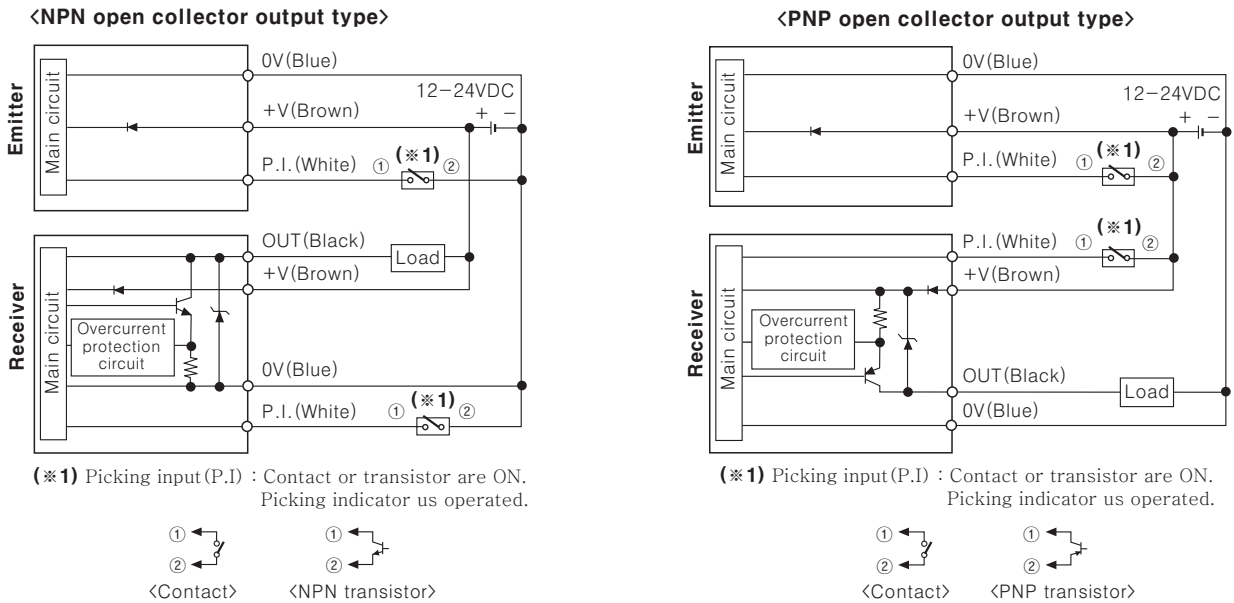 <NPN open collector output type>
Emitter
Main circuit
0V(Blue)
12-24VDC
+V(Brown)
+ -
P.I.(White) ① (※1) ②
Receiver
Main circuit
OUT(Black)
Load
+V(Brown)
Overcurrent
protection
circuit
0V(Blue)
P.I.(White) ① (※1) ②
(※1) Picking input(P.I) : Contact or transistor are ON.
Picking indicator us operated.
①
②
<Contact>
①
②
<NPN transistor>
<PNP open collector output type>
Emitter
Main circuit
0V(Blue)
12-24VDC
+V(Brown)
+ -
P.I.(White) ① (※1) ②
Receiver
Main circuit
P.I.(White) ① (※1) ②
+V(Brown)
Overcurrent
protection
circuit
OUT(Black)
Load
0V(Blue)
(※1) Picking input(P.I) : Contact or transistor are ON.
Picking indicator us operated.
①
②
<Contact>
①
②
<PNP transistor>